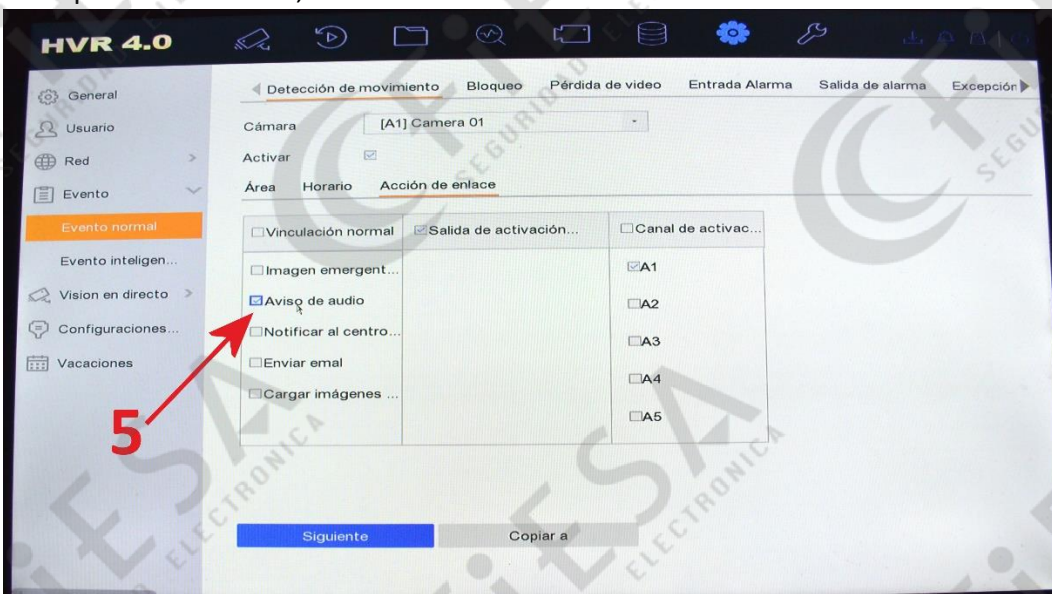 HVR 4.0
General
Usuario
Red
Evento
Evento normal
Evento inteligen...
Vision en directo
Configuraciones...
Vacaciones
Detección de movimiento Bloqueo Pérdida de video Entrada Alarma Salida de alarma Excepción
Cámara [A1] Camera 01
Activar
Área Horario Acción de enlace
Vinculación normal Salida de activación... Canal de activac...
Imagen emergent... A1
Aviso de audio A2
Notificar al centro... A3
Enviar emal A4
Cargar imágenes ... A5
5
Siguiente Copiar a
CFIESA
SEGURIDAD
ELECTRONICA